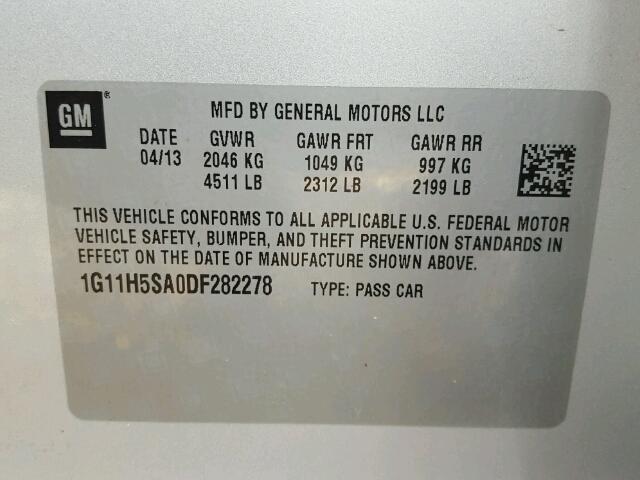 GM ®
MFD BY GENERAL MOTORS LLC
DATE GVWR GAWR FRT GAWR RR
04/13 2046 KG 1049 KG 997 KG
4511 LB 2312 LB 2199 LB
THIS VEHICLE CONFORMS TO ALL APPLICABLE U.S. FEDERAL MOTOR
VEHICLE SAFETY, BUMPER, AND THEFT PREVENTION STANDARDS IN
EFFECT ON THE DATE OF MANUFACTURE SHOWN ABOVE.
1G11H5SA0DF282278 TYPE: PASS CAR